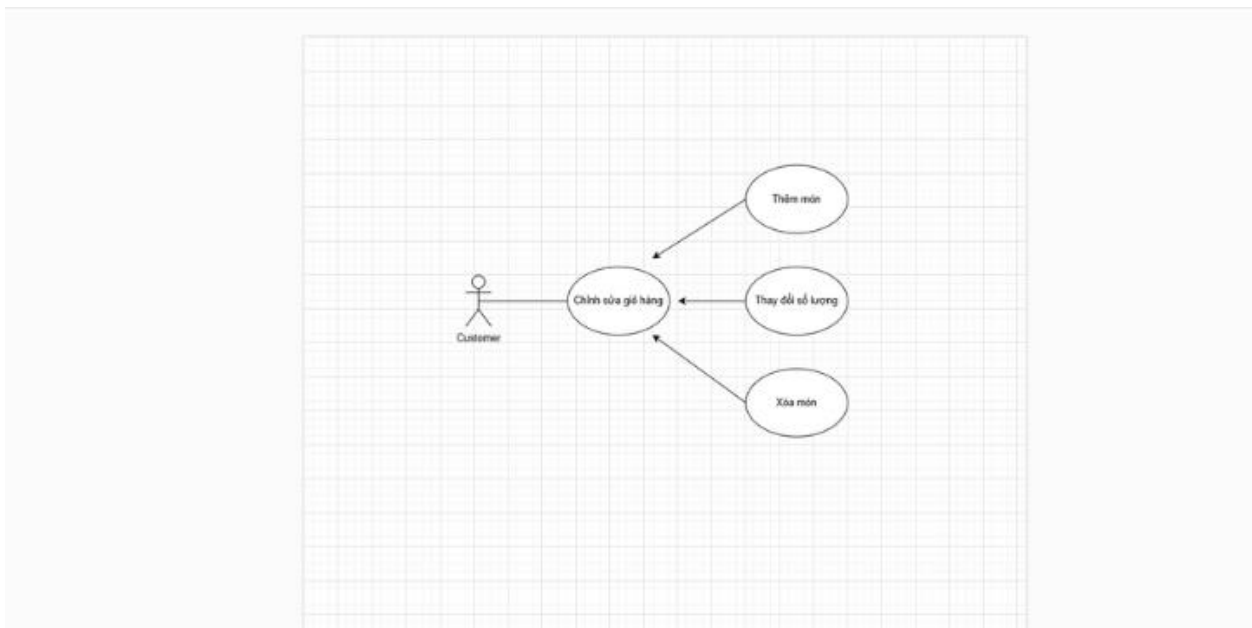 Thêm món
Customer
Chỉnh sửa giỏ hàng
Thay đổi số lượng
Xóa món